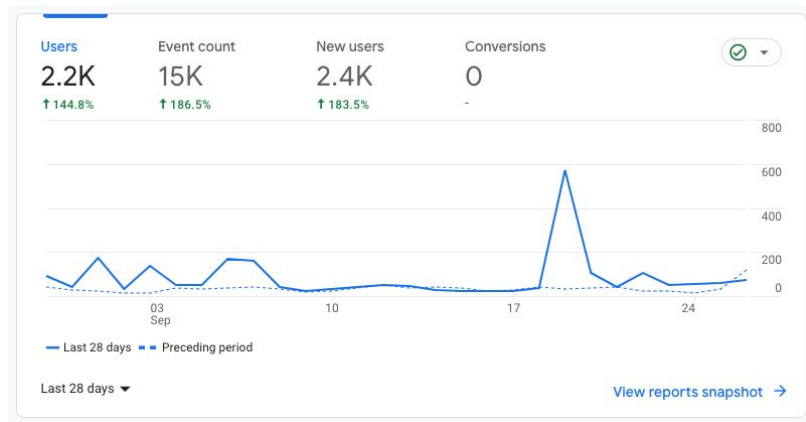 Users Event count New users Conversions
2.2K 15K 2.4K 0
↑ 144.8% ↑ 186.5% ↑ 183.5% -
800
600
400
200
0
03 10 17 24
Sep
Last 28 days Preceding period
Last 28 days
View reports snapshot →